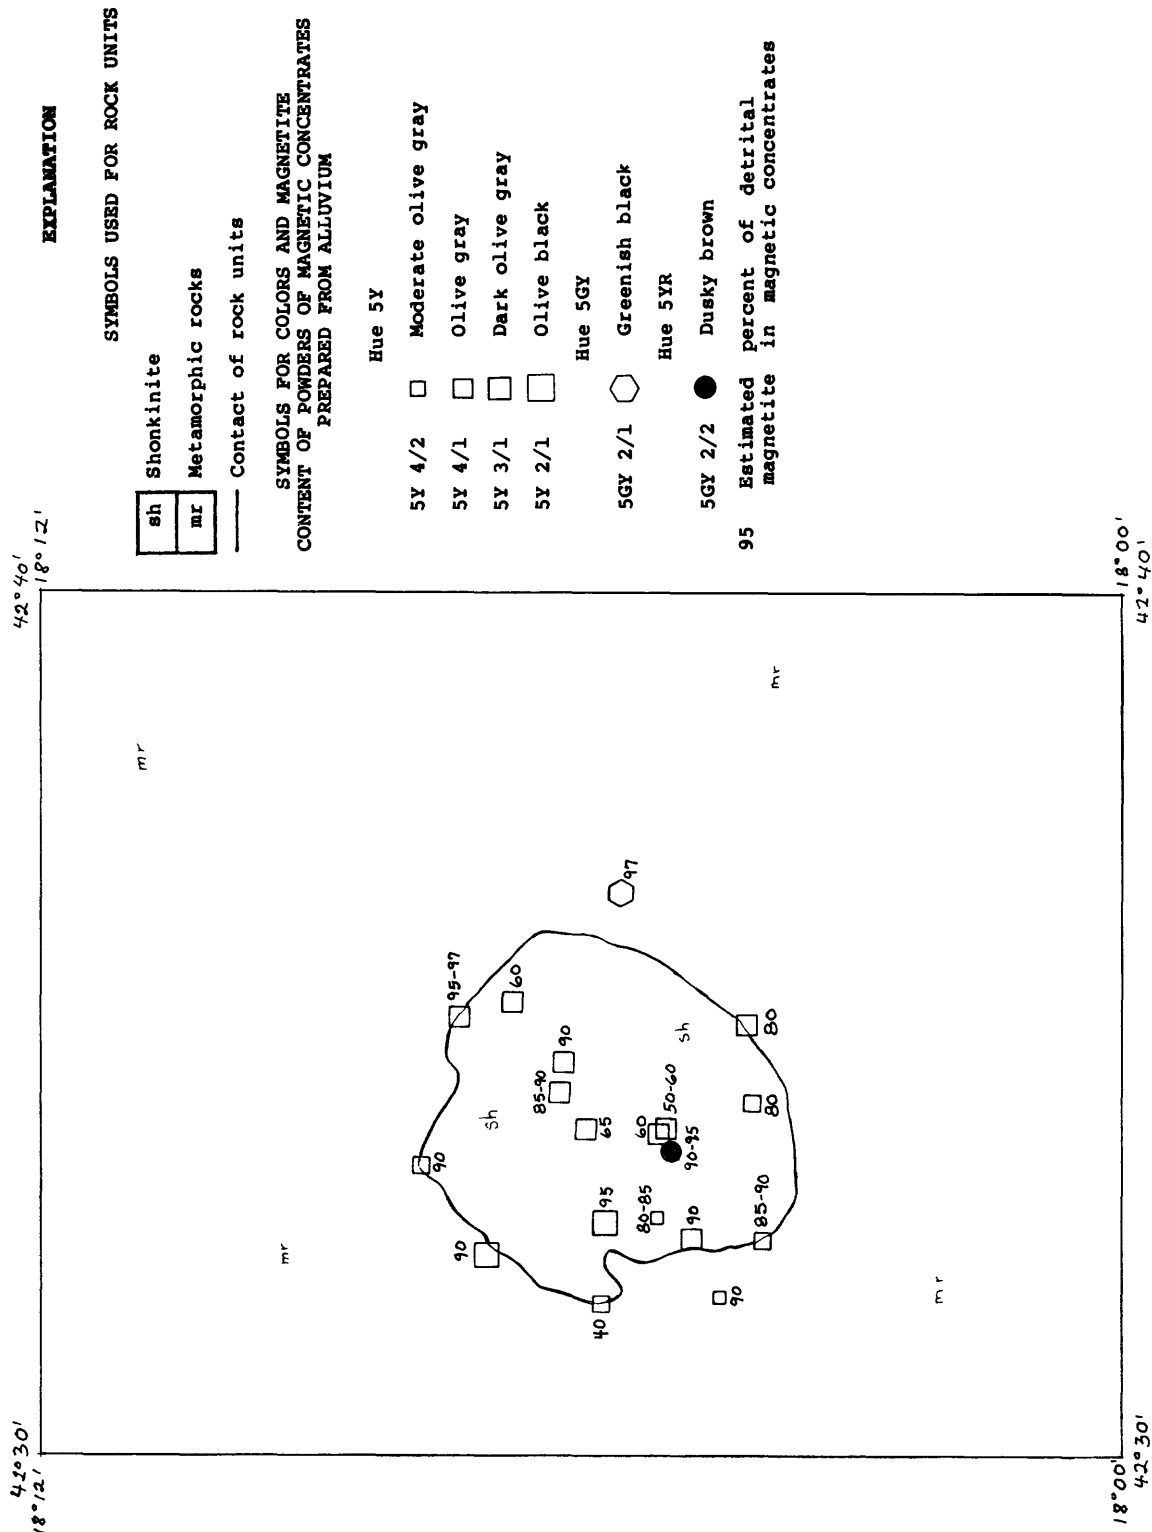 EXPLANATION
SYMBOLS USED FOR ROCK UNITS
sh Shonkinite
mr Metamorphic rocks
Contact of rock units
SYMBOLS FOR COLORS AND MAGNETITE
CONTENT OF POWDERS OF MAGNETIC CONCENTRATES
PREPARED FROM ALLUVIUM
Hue 5Y
5Y 4/2 Moderate olive gray
5Y 4/1 Olive gray
5Y 3/1 Dark olive gray
5Y 2/1 Olive black
Hue 5GY
5GY 2/1 Greenish black
Hue 5YR
5GY 2/2 Dusky brown
95 Estimated percent of detrital
magnetite in magnetic concentrates
42°30'
18°12'
42°40'
18°12'
mr
mr
90
95-97
90
60
sh
85-90
90
40
95
65
97
80-85
60
50-60
90-95
sh
90
90
85-90
80
80
mr
mr
18°00'
42°30'
18°00'
42°40'